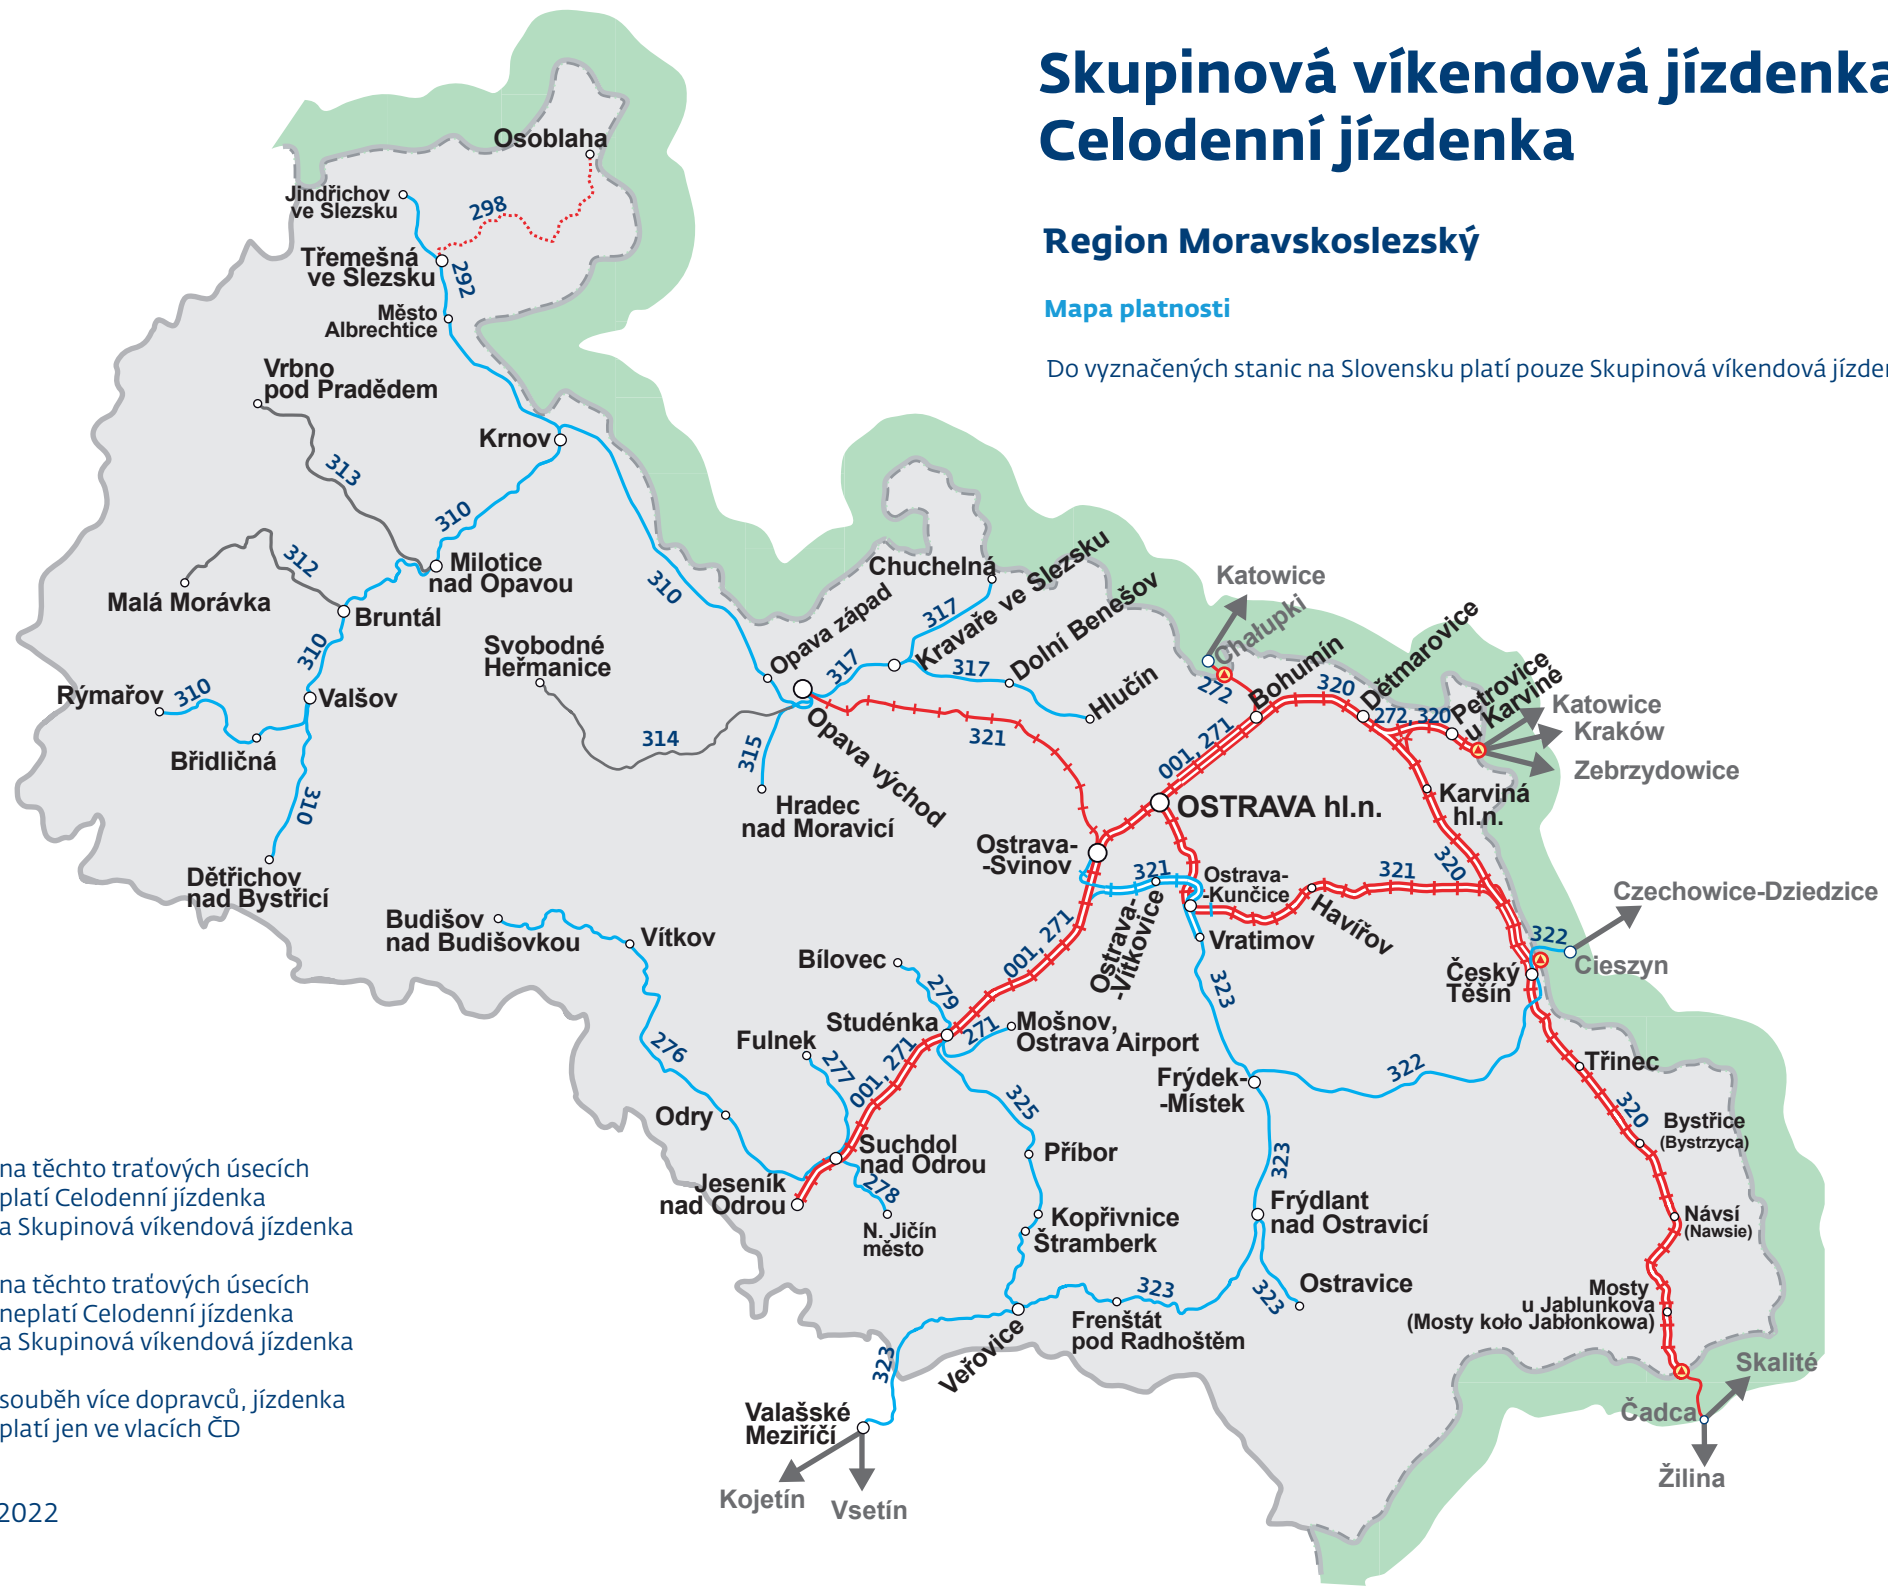 Skupinová víkendová jízdenka
Celodenní jízdenka
Region Moravskoslezský
Mapa platnosti
Do vyznačených stanic na Slovensku platí pouze Skupinová víkendová
Osoblaha
Jindřichov
ve Slezsku
298
Třemešná
ve Slezsku
292
Město
Albrechtice
Vrbno
pod Pradědem
Krnov
313
310
312
Milotice
nad Opavou
Malá Morávka
Bruntál
310
310
Svobodné
Heřmanice
Rýmařov
310
Valšov
Břidličná
310
Dětřichov
nad Bystřicí
314
315
Hradec
nad Moravicí
Opava západ
Opava východ
317
Chuchelná
317
Kravaře ve Slezsku
317
Dolní Benešov
Hlučín
321
Katowice
Chałupki
272
Bohumín
320
Dětmarovice
272, 320
Petrovice
u Karviné
Katowice
Kraków
Zebrzydowice
001, 271
OSTRAVA hl.n.
Karviná
hl.n.
Ostrava-
-Svinov
321
Ostrava-
-Vítkovice
Ostrava-
-Kunčice
321
320
Havířov
Vratimov
Czechowice-Dziedzice
322
Cieszyn
Český
Těšín
Budišov
nad Budišovkou
Vítkov
Bílovec
279
001, 271
323
Studénka
271
Mošnov,
Ostrava Airport
Fulnek
277
001, 271
276
325
Frýdek-
-Místek
322
Třinec
320
Bystřice
(Bystrzyca)
Odry
Suchdol
nad Odrou
Příbor
Jeseník
nad Odrou
278
N. Jičín
město
Kopřivnice
Štramberk
323
Frýdlant
nad Ostravicí
Návsí
(Nawsie)
Ostravice
323
323
Frenštát
pod Radhoštěm
Mosty
u Jablunkova
(Mosty koło Jabłonkowa)
Veřovice
323
Skalité
Čadca
Žilina
Valašské
Meziříčí
Kojetín
Vsetín
na těchto traťových úsecích
platí Celodenní jízdenka
a Skupinová víkendová jízdenka
na těchto traťových úsecích
neplatí Celodenní jízdenka
a Skupinová víkendová jízdenka
souběh více dopravců, jízdenka
platí jen ve vlacích ČD
2022